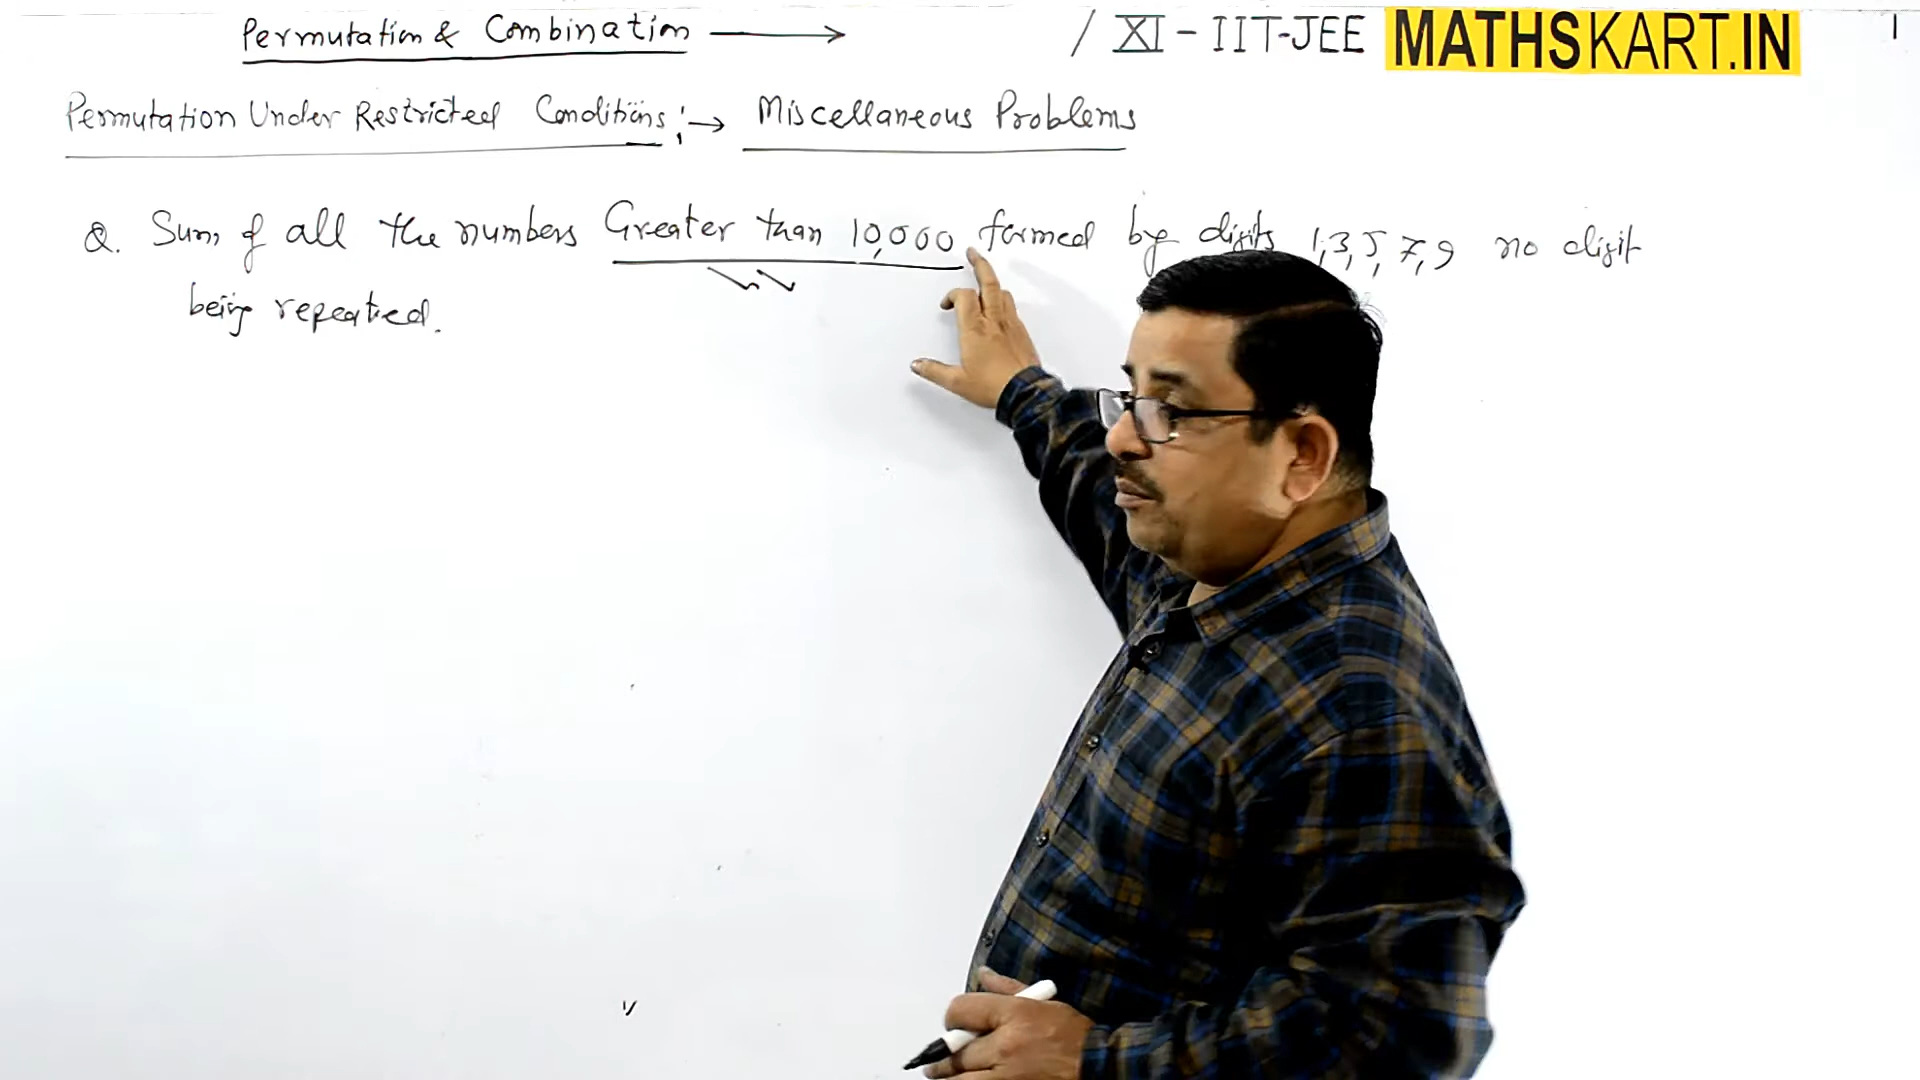 Permutation & Combination → / XI - IIT-JEE MATHSKART.IN 1
Permutation Under Restricted Conditions :→ Miscellaneous Problems
Q. Sum of all the numbers Greater than 10,000 formed by digits 1,3,5,7,9 no digit
being repeated.